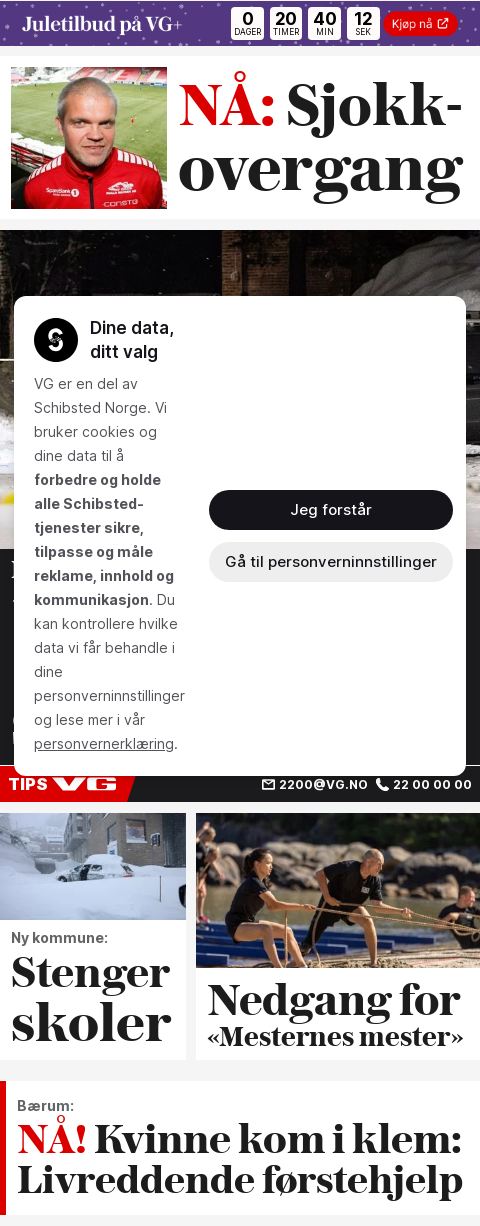 Juletilbud på VG+
0 20 40 12
DAGER TIMER MIN SEK
Kjøp nå
NÅ: Sjokk-
overgang
SpareBank 1
Dine data,
ditt valg
VG er en del av
Schibsted Norge. Vi
bruker cookies og
dine data til å
forbedre og holde
alle Schibsted-
tjenester sikre,
tilpasse og måle
reklame, innhold og
kommunikasjon. Du
kan kontrollere hvilke
data vi får behandle i
dine
personverninnstillinger
og lese mer i vår
personvernerklæring.
Jeg forstår
Gå til personverninnstillinger
TIPS VG
2200@VG.NO 22 00 00 00
Ny kommune:
Stenger
skoler
Nedgang for
«Mesternes mester»
Bærum:
NÅ! Kvinne kom i klem:
Livreddende førstehjelp